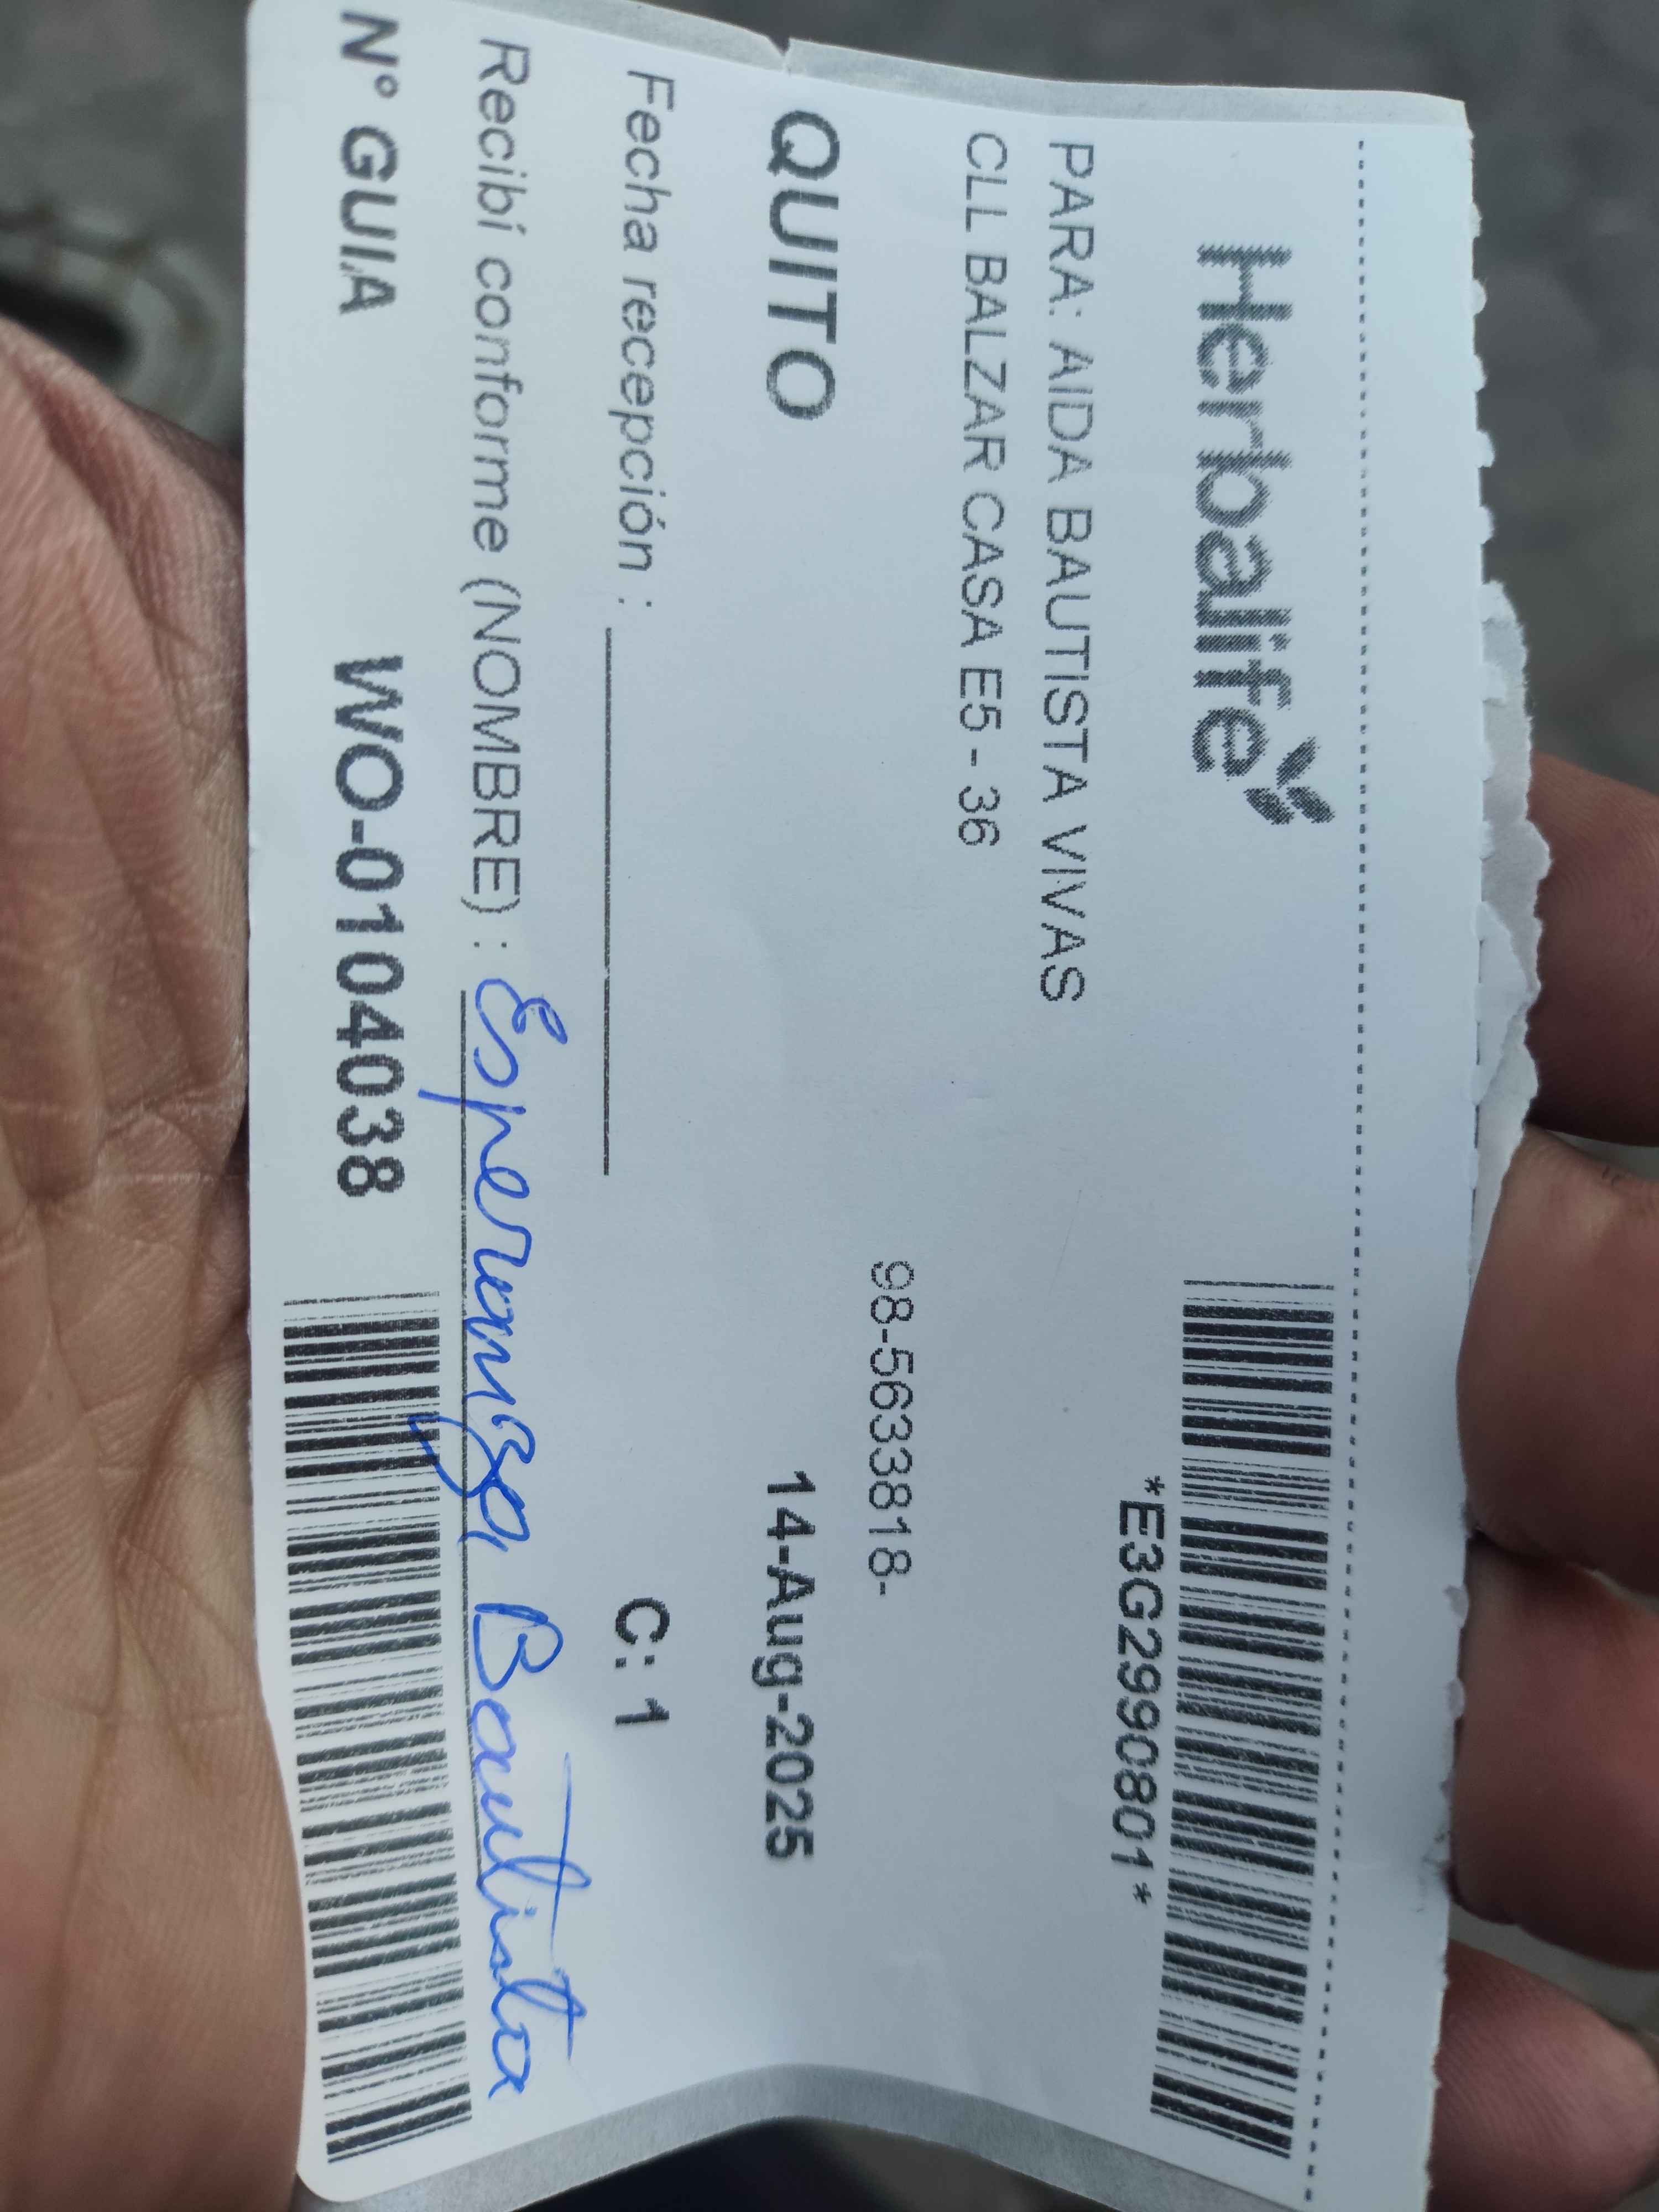 Herbalife
*E3G2990801*
PARA: AIDA BAUTISTA VIVAS
CLL BALZAR CASA E5 - 36
98-5633818-
QUITO 14-Aug-2025
Fecha recepción : C: 1
Recibí conforme (NOMBRE) : Esperanza Bautista
N° GUIA WO-0104038